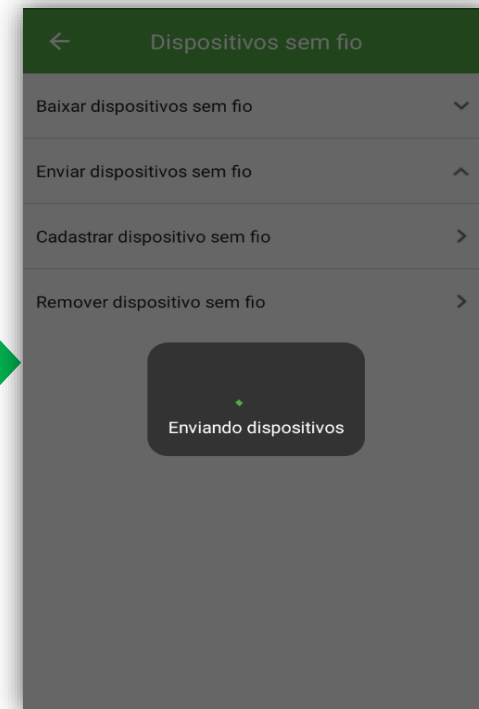 Dispositivos sem fio
Baixar dispositivos sem fio
Enviar dispositivos sem fio
Cadastrar dispositivo sem fio
Remover dispositivo sem fio
Enviando dispositivos